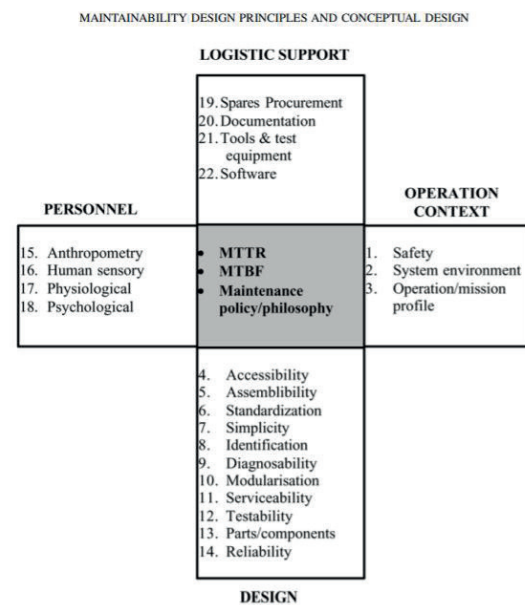 MAINTAINABILITY DESIGN PRINCIPLES AND CONCEPTUAL DESIGN
LOGISTIC SUPPORT
19. Spares Procurement
20. Documentation
21. Tools & test
equipment
22. Software
PERSONNEL
15. Anthropometry
16. Human sensory
17. Physiological
18. Psychological
• MTTR
• MTBF
• Maintenance
policy/philosophy
OPERATION
CONTEXT
1. Safety
2. System environment
3. Operation/mission
profile
4. Accessibility
5. Assemblibility
6. Standardization
7. Simplicity
8. Identification
9. Diagnosability
10. Modularisation
11. Serviceability
12. Testability
13. Parts/components
14. Reliability
DESIGN